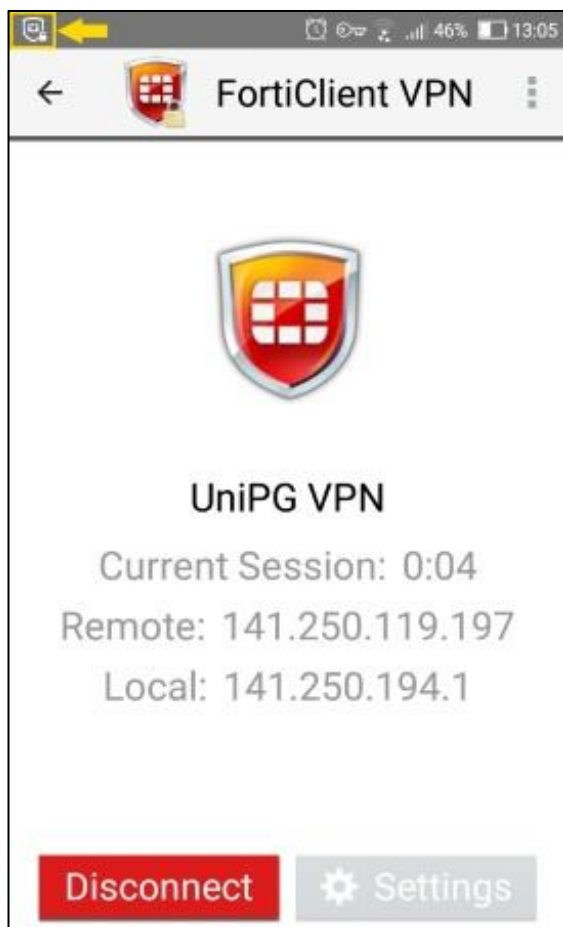 46% 13:05
FortiClient VPN
UniPG VPN
Current Session: 0:04
Remote: 141.250.119.197
Local: 141.250.194.1
Disconnect Settings